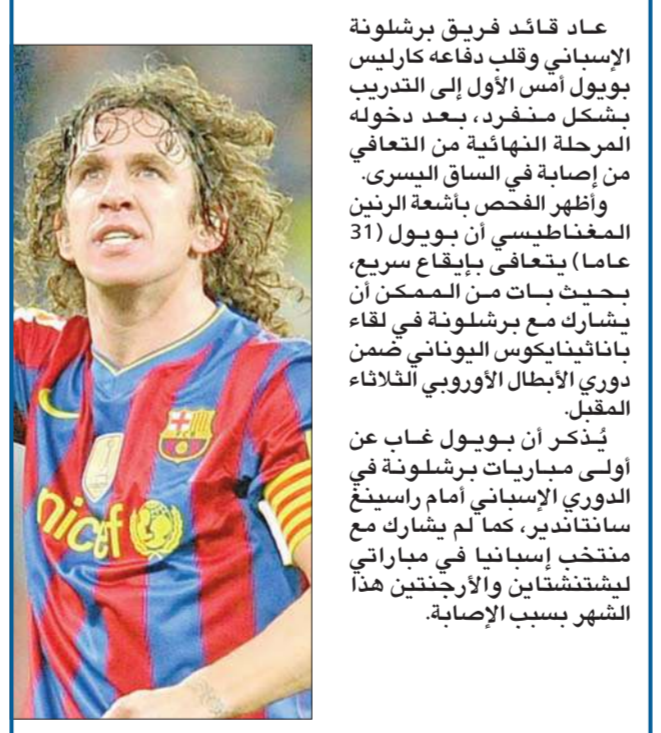 عـاد قائـد فريـق برشلونة
الإسباني وقلب دفاعه كارليس
بويول أمس الأول إلى التدريب
بشكل منفرد، بعد دخوله
المرحلة النهائية من التعافي
من إصابة في الساق اليسرى.
وأظهر الفحص بأشعة الرنين
المغناطيسي أن بويول (31
عاما) يتعافى بإيقاع سريع،
بحيث بات من الممكن أن
يشارك مع برشلونة في لقاء
باناثينايكوس اليوناني ضمن
دوري الأبطال الأوروبي الثلاثاء
المقبل.
يُذكر أن بويول غاب عن
أولى مباريات برشلونة في
الدوري الإسباني أمام راسينغ
سانتاندير، كما لم يشارك مع
منتخب إسبانيا في مباراتي
ليشتنشتاين والأرجنتين هذا
الشهر بسبب الإصابة.
nicef